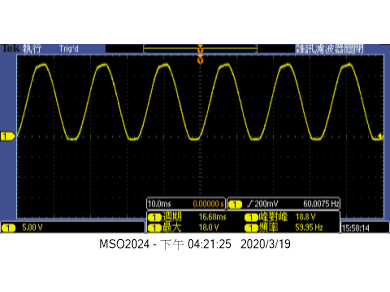 Tek 執行 Trig'd 雜訊濾波器關閉
1
10.0ms 0.00000 s 1 ∫ 200mV 60.0075 Hz
1 5.00 V 1 週期 16.68ms 1 峰對峰 18.8 V
1 最大 18.0 V 1 頻率 59.95 Hz 15:58:14
MSO2024 - 下午 04:21:25 2020/3/19